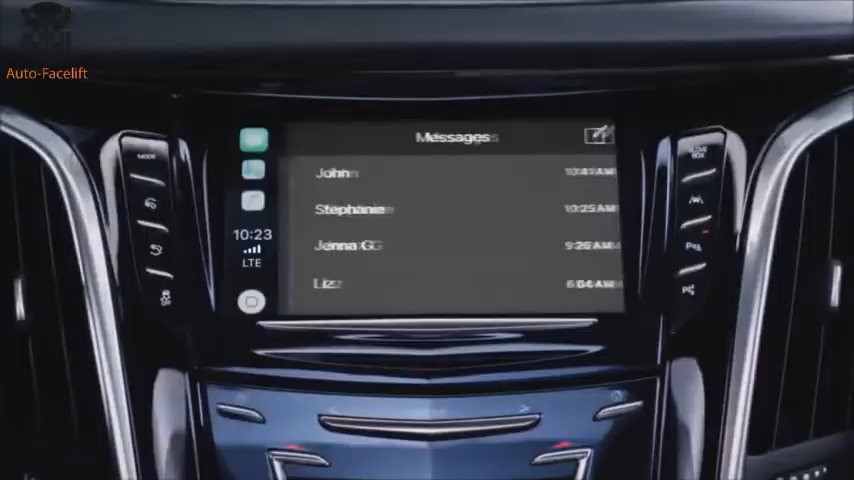 Auto-Facelift
Messages
John 10:41 AM
Stephanie 10:25 AM
Jenna G 9:26 AM
Liz 6:04 AM
10:23
LTE
MODE